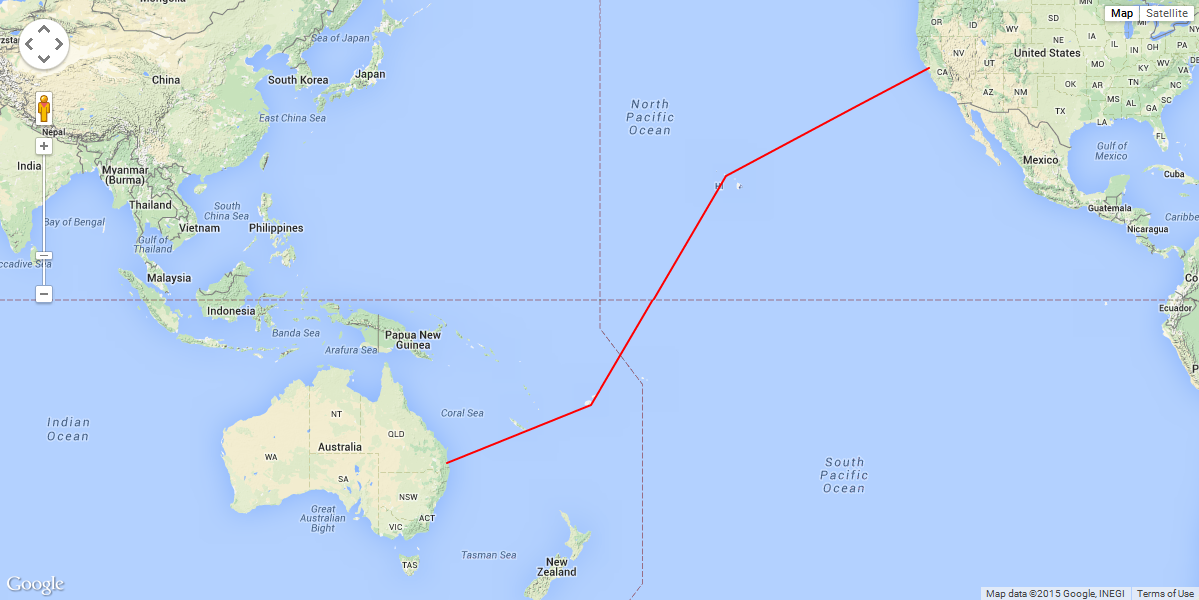 Mongolia
OR
ID
WY
SD
MN
Map
Satellite
Sea of Japan
NV
UT
United States
NE
IA
IL
IN
OH
PA
NY
China
South Korea
Japan
CA
MO
KY
WV
VA
DE
AZ
NM
OK
AR
TN
NC
SC
MS
AL
GA
TX
LA
FL
East China Sea
North
Pacific
Ocean
Nepal
Gulf of
Mexico
India
Myanmar
(Burma)
Mexico
Cuba
HI
Thailand
South
China Sea
Guatemala
Caribbe
Bay of Bengal
Vietnam
Philippines
Nicaragua
Gulf of
Thailand
ccadive Sea
Malaysia
Co
Indonesia
Ecuador
Banda Sea
Papua New
Guinea
Arafura Sea
P
Coral Sea
NT
QLD
Indian
Ocean
Australia
WA
SA
South
Pacific
Ocean
NSW
Great
Australian
Bight
ACT
VIC
Tasman Sea
TAS
New
Zealand
Google
Map data ©2015 Google, INEGI
Terms of Use